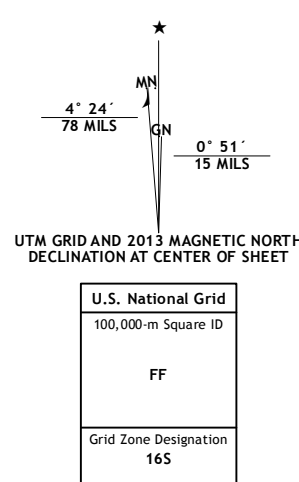 ★
MN
4° 24´
78 MILS
GN
0° 51´
15 MILS
UTM GRID AND 2013 MAGNETIC NORTH
DECLINATION AT CENTER OF SHEET
U.S. National Grid
100,000-m Square ID
FF
Grid Zone Designation
16S